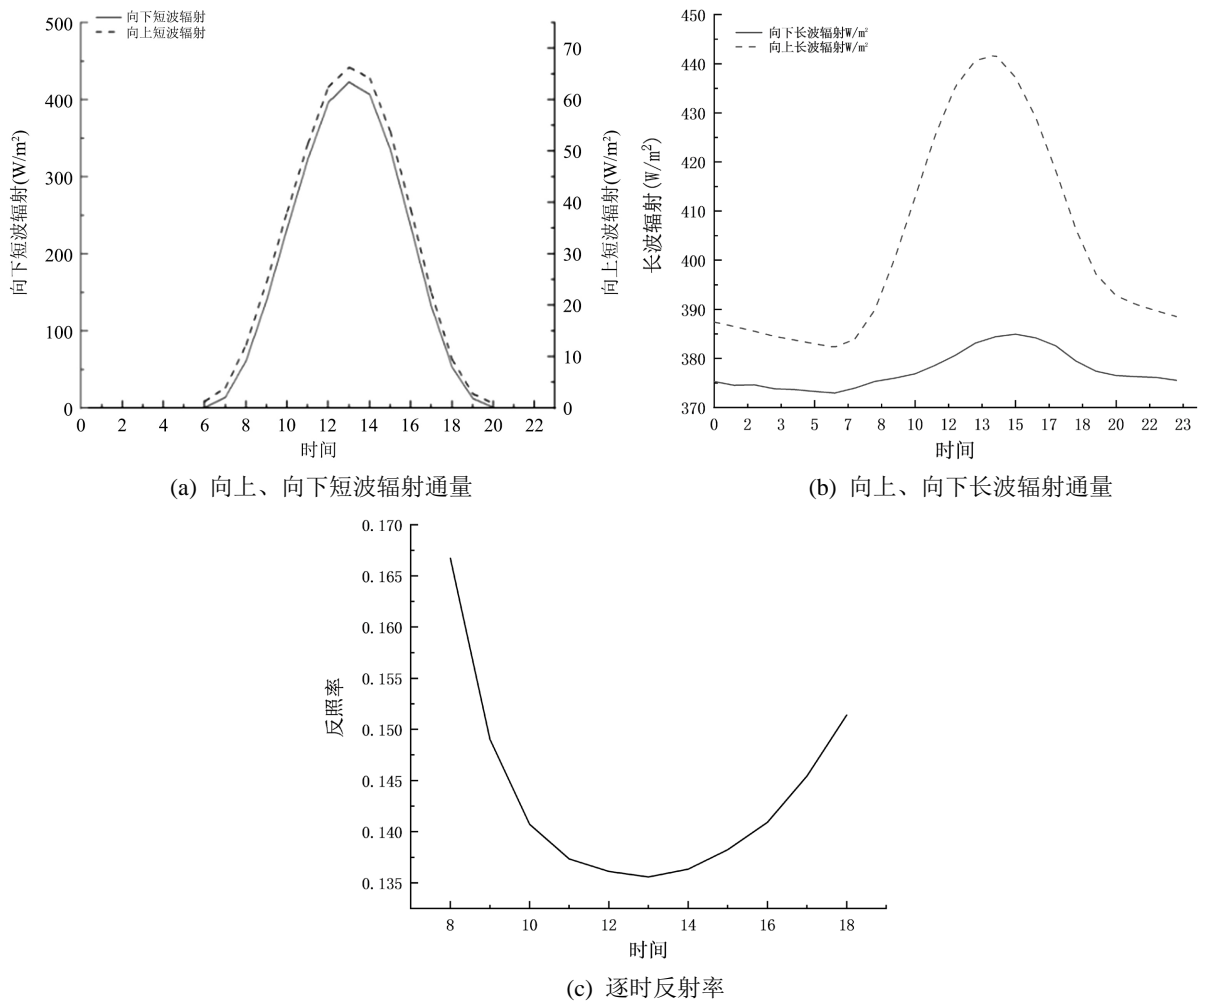 向下短波辐射
向上短波辐射
500
400
300
200
100
0
向下短波辐射(W/m²)
70
60
50
40
30
20
10
0
向上短波辐射(W/m²)
0 2 4 6 8 10 12 14 16 18 20 22
时间
(a) 向上、向下短波辐射通量
向下长波辐射W/m²
向上长波辐射W/m²
450
440
430
420
410
400
390
380
370
长波辐射(W/m²)
0 2 3 5 7 8 10 12 13 15 17 18 20 22 23
时间
(b) 向上、向下长波辐射通量
0.170
0.165
0.160
0.155
0.150
0.145
0.140
0.135
反照率
8 10 12 14 16 18
时间
(c) 逐时反射率